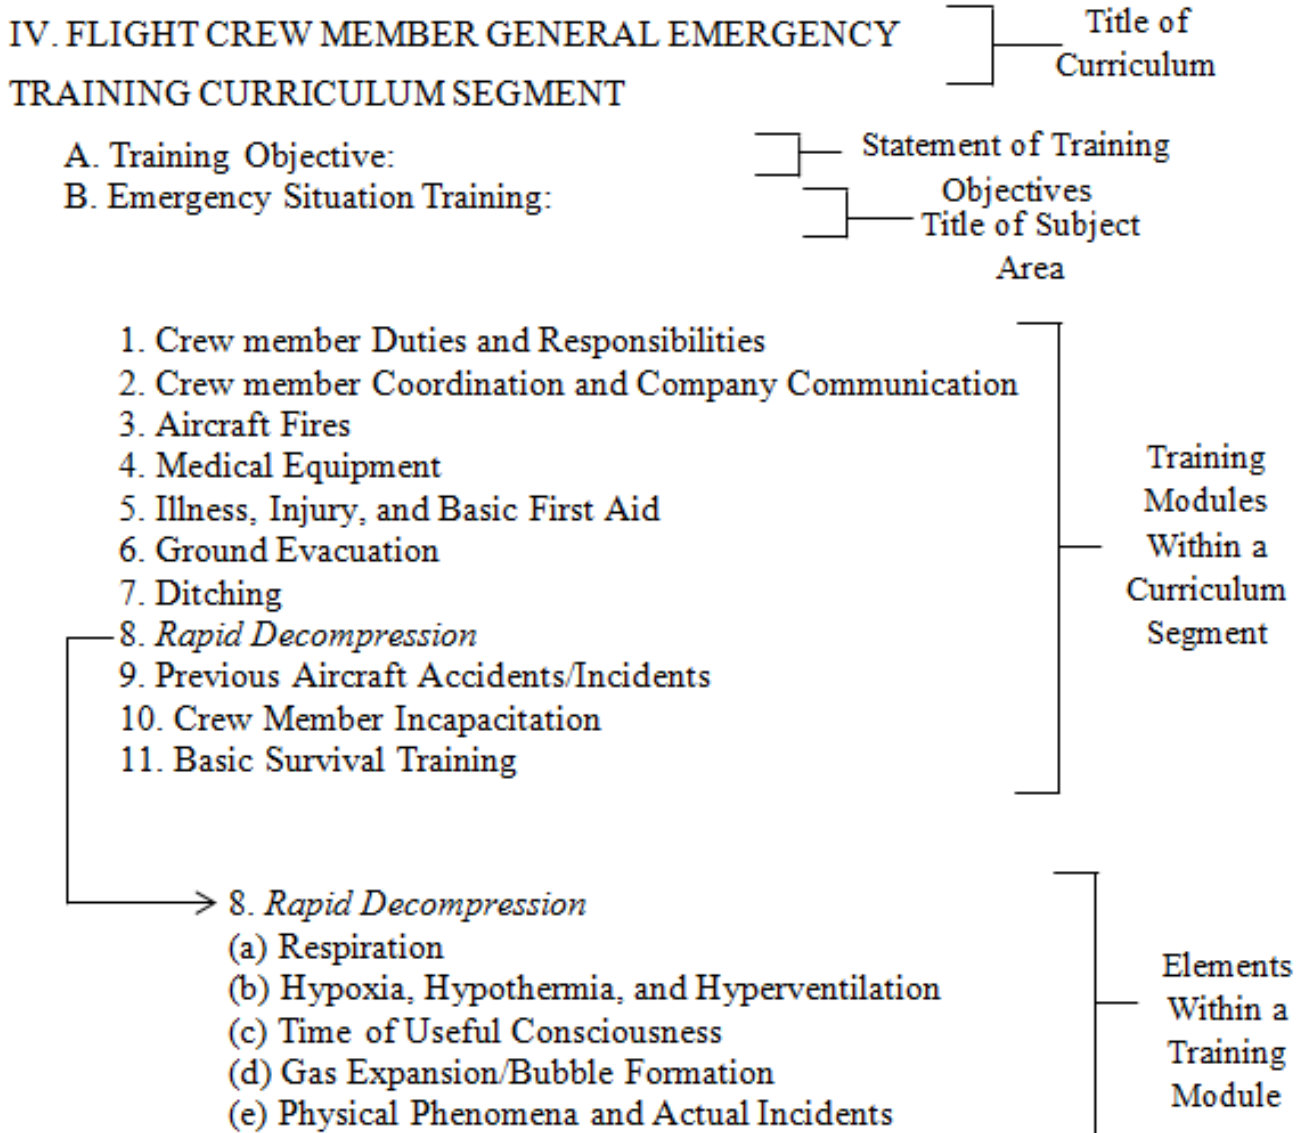 IV. FLIGHT CREW MEMBER GENERAL EMERGENCY
TRAINING CURRICULUM SEGMENT
Title of
Curriculum
A. Training Objective:
B. Emergency Situation Training:
Statement of Training
Objectives
Title of Subject
Area
1. Crew member Duties and Responsibilities
2. Crew member Coordination and Company Communication
3. Aircraft Fires
4. Medical Equipment
5. Illness, Injury, and Basic First Aid
6. Ground Evacuation
7. Ditching
8. Rapid Decompression
9. Previous Aircraft Accidents/Incidents
10. Crew Member Incapacitation
11. Basic Survival Training
Training
Modules
Within a
Curriculum
Segment
8. Rapid Decompression
(a) Respiration
(b) Hypoxia, Hypothermia, and Hyperventilation
(c) Time of Useful Consciousness
(d) Gas Expansion/Bubble Formation
(e) Physical Phenomena and Actual Incidents
Elements
Within a
Training
Module